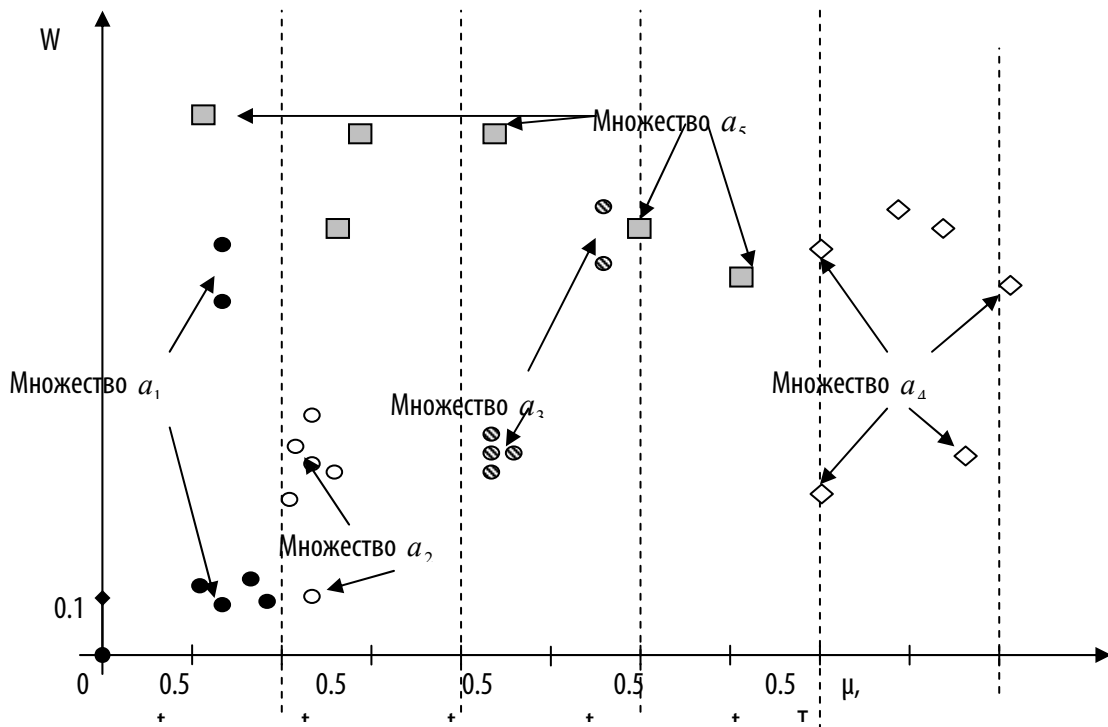 W
Множество a₅
Множество a₁
Множество a₃
Множество a₄
Множество a₂
0.1
0 0.5 0.5 0.5 0.5 0.5 μ,
t t t t t T